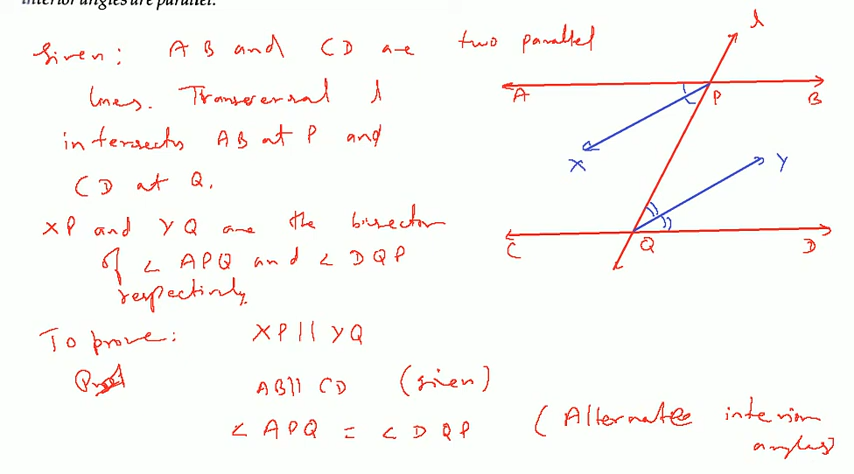 interior angles are parallel.
Given: AB and CD are two parallel
lines. Transversal l
intersects AB at P and
CD at Q.
XP and YQ are the bisector
of ∠APQ and ∠DQP
respectively
To prove: XP || YQ
Proof
AB || CD (given)
∠APQ = ∠DQP (Alternate interior
angles)
l
A
P
B
X
Y
C
Q
D